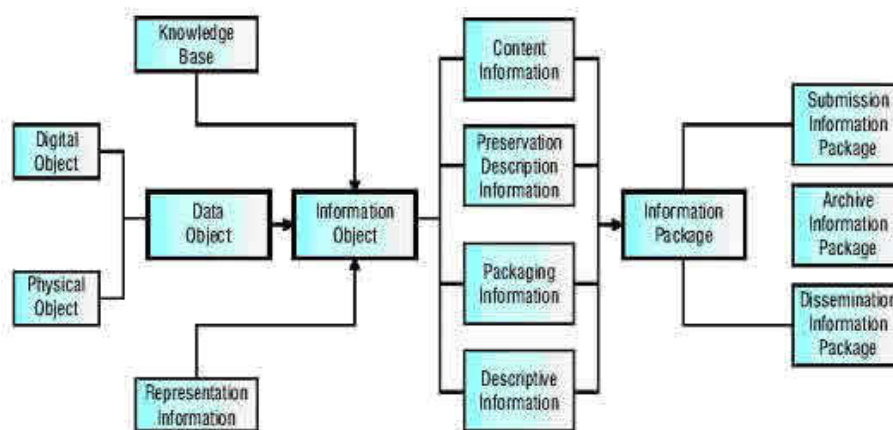 Knowledge
Base
Digital
Object
Physical
Object
Data
Object
Information
Object
Representation
Information
Content
Information
Preservation
Description
Information
Packaging
Information
Descriptive
Information
Information
Package
Submission
Information
Package
Archive
Information
Package
Dissemination
Information
Package